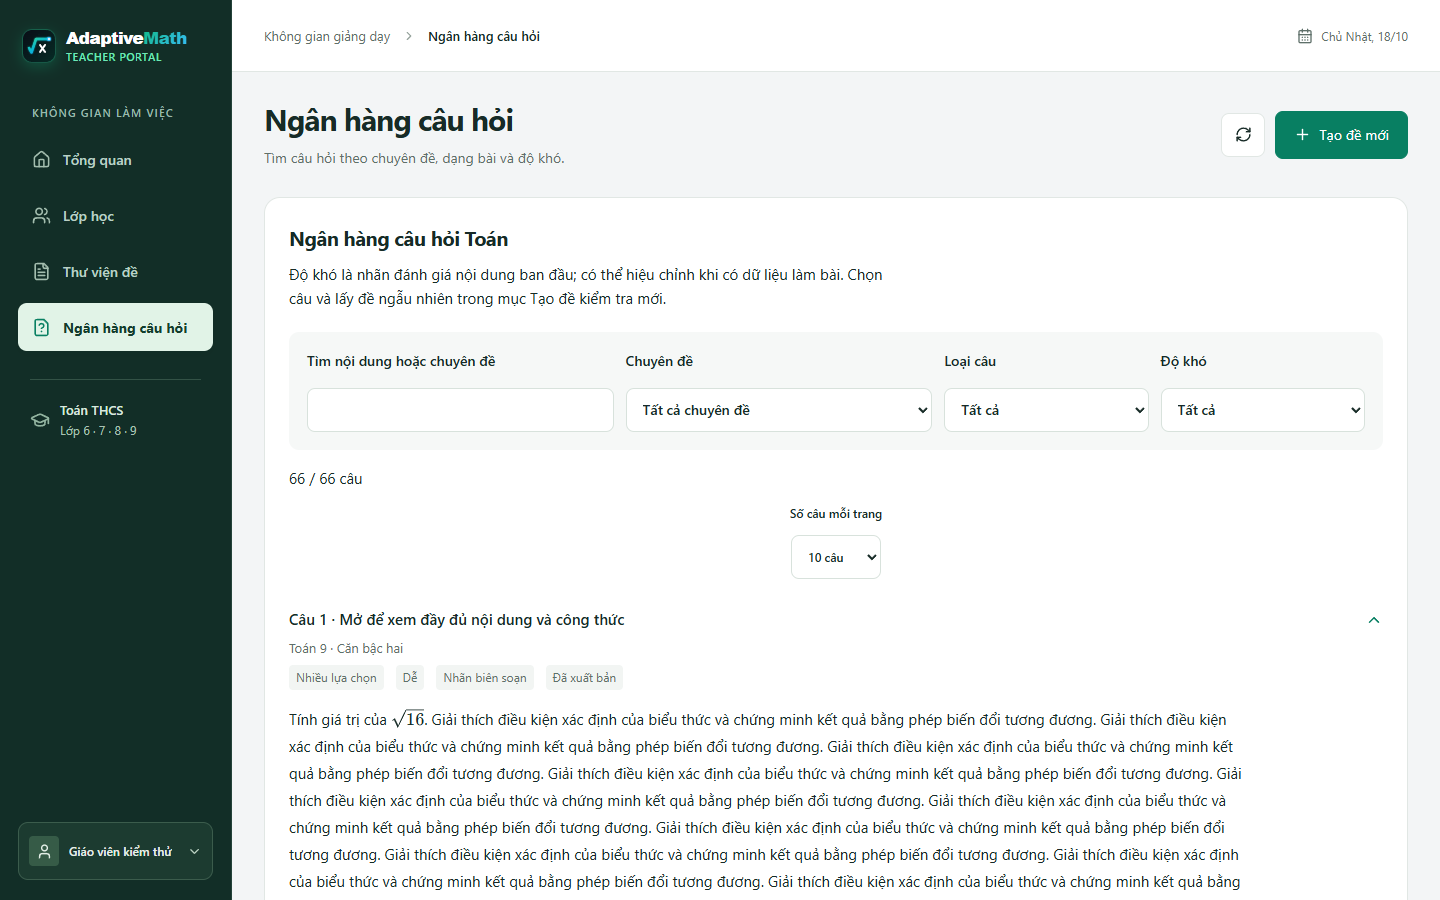 AdaptiveMath
TEACHER PORTAL
KHÔNG GIAN LÀM VIỆC
Tổng quan
Lớp học
Thư viện đề
Ngân hàng câu hỏi
Toán THCS
Lớp 6 · 7 · 8 · 9
Giáo viên kiểm thử
Không gian giảng dạy > Ngân hàng câu hỏi
Chủ Nhật, 18/10
Ngân hàng câu hỏi
Tìm câu hỏi theo chuyên đề, dạng bài và độ khó.
+ Tạo đề mới
Ngân hàng câu hỏi Toán
Độ khó là nhãn đánh giá nội dung ban đầu; có thể hiệu chỉnh khi có dữ liệu làm bài. Chọn
câu và lấy đề ngẫu nhiên trong mục Tạo đề kiểm tra mới.
Tìm nội dung hoặc chuyên đề
Chuyên đề
Loại câu
Độ khó
Tất cả chuyên đề
Tất cả
Tất cả
66 / 66 câu
Số câu mỗi trang
10 câu
Câu 1 · Mở để xem đầy đủ nội dung và công thức
Toán 9 · Căn bậc hai
Nhiều lựa chọn
Dễ
Nhãn biên soạn
Đã xuất bản
Tính giá trị của √16. Giải thích điều kiện xác định của biểu thức và chứng minh kết quả bằng phép biến đổi tương đương. Giải thích điều kiện
xác định của biểu thức và chứng minh kết quả bằng phép biến đổi tương đương. Giải thích điều kiện xác định của biểu thức và chứng minh kết
quả bằng phép biến đổi tương đương. Giải thích điều kiện xác định của biểu thức và chứng minh kết quả bằng phép biến đổi tương đương. Giải
thích điều kiện xác định của biểu thức và chứng minh kết quả bằng phép biến đổi tương đương. Giải thích điều kiện xác định của biểu thức và
chứng minh kết quả bằng phép biến đổi tương đương. Giải thích điều kiện xác định của biểu thức và chứng minh kết quả bằng phép biến đổi
tương đương. Giải thích điều kiện xác định của biểu thức và chứng minh kết quả bằng phép biến đổi tương đương. Giải thích điều kiện xác định
của biểu thức và chứng minh kết quả bằng phép biến đổi tương đương. Giải thích điều kiện xác định của biểu thức và chứng minh kết quả bằng